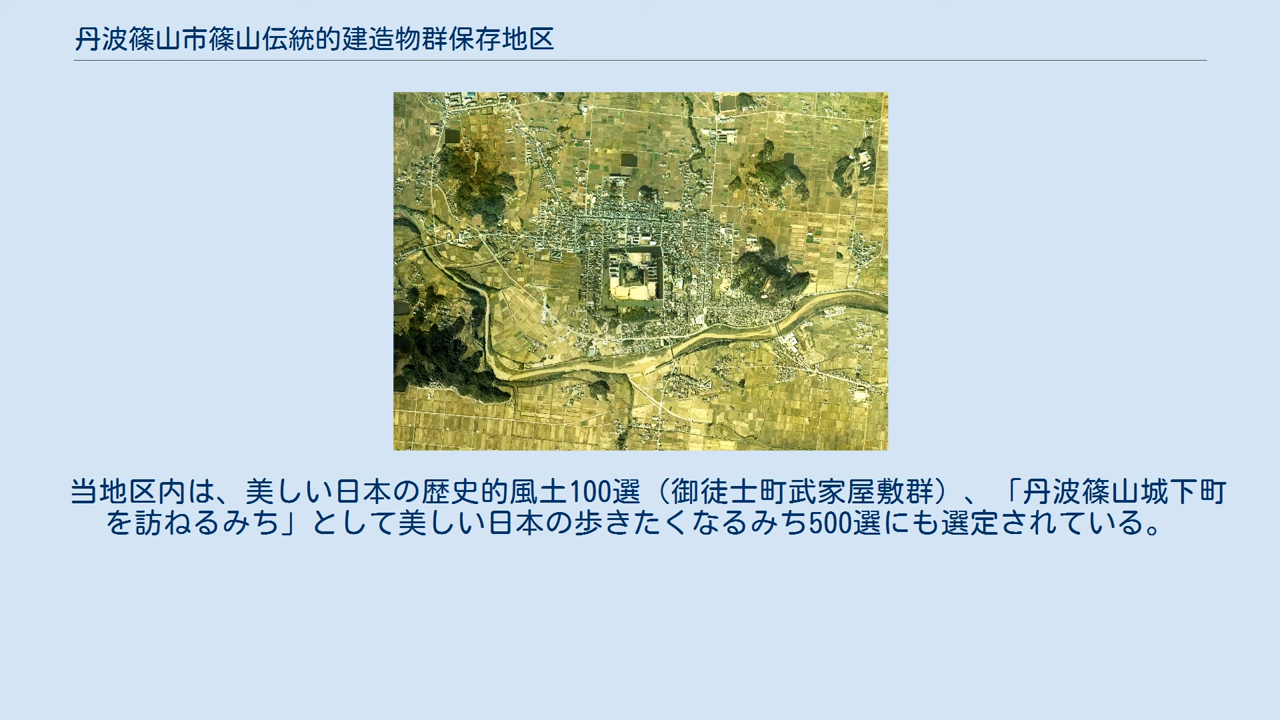 丹波篠山市篠山伝統的建造物群保存地区
当地区内は、美しい日本の歴史的風土100選（御徒士町武家屋敷群）、「丹波篠山城下町
を訪ねるみち」として美しい日本の歩きたくなるみち500選にも選定されている。